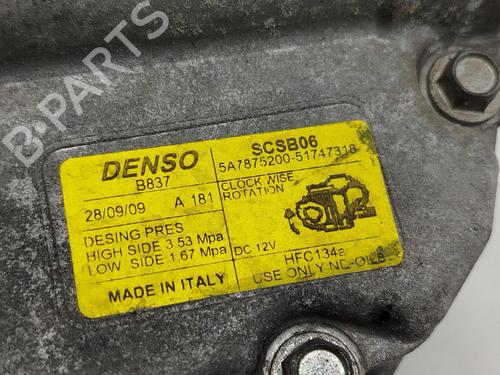 B-PARTS
DENSO
B837
28/09/09 A 181
DESING PRES
HIGH SIDE 3.53 Mpa
LOW SIDE 1.67 Mpa
MADE IN ITALY
SCSB06
5A7875200-51747318
CLOCK WISE
ROTATION
DC 12V
HFC134a
USE ONLY ND-OIL8